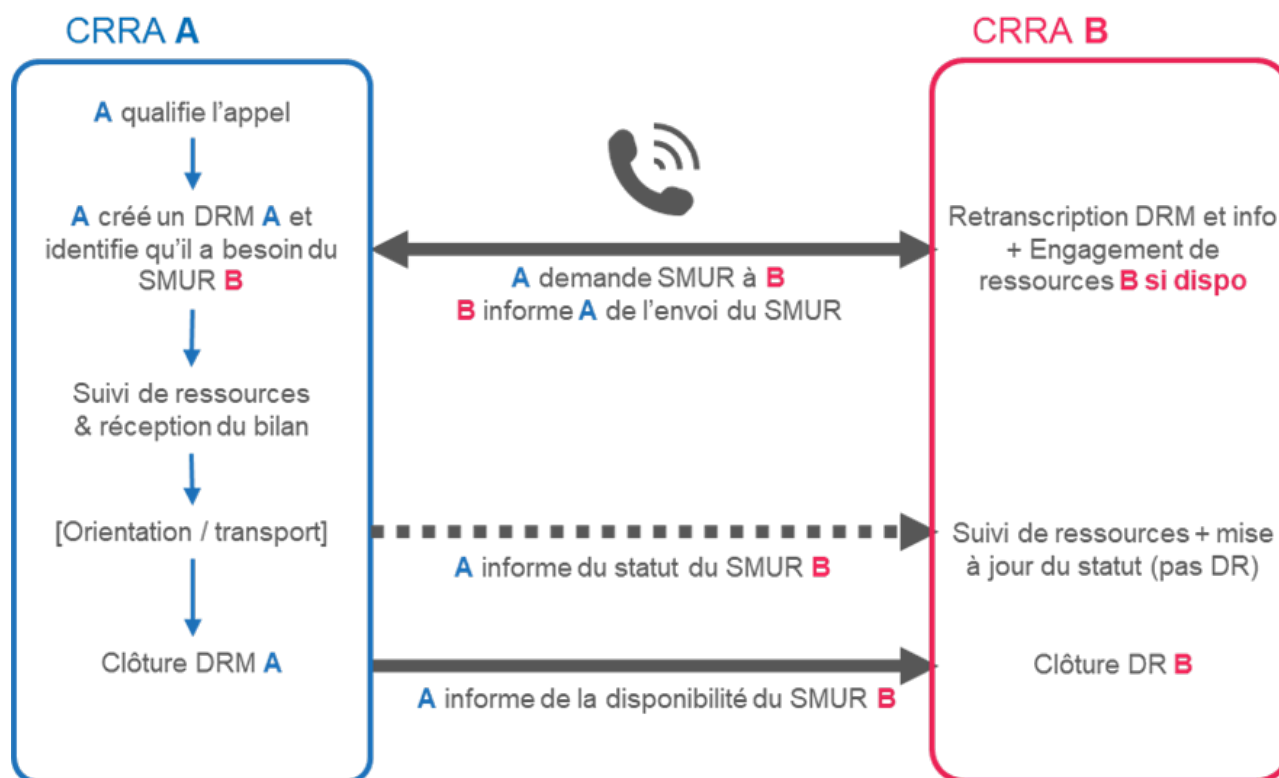 CRRA A
CRRA B
A qualifie l'appel
A créé un DRM A et
identifie qu'il a besoin du
SMUR B
Suivi de ressources
& réception du bilan
[Orientation / transport]
Clôture DRM A
A demande SMUR à B
B informe A de l'envoi du SMUR
A informe du statut du SMUR B
A informe de la disponibilité du SMUR B
Retranscription DRM et info
+ Engagement de
ressources B si dispo
Suivi de ressources + mise
à jour du statut (pas DR)
Clôture DR B